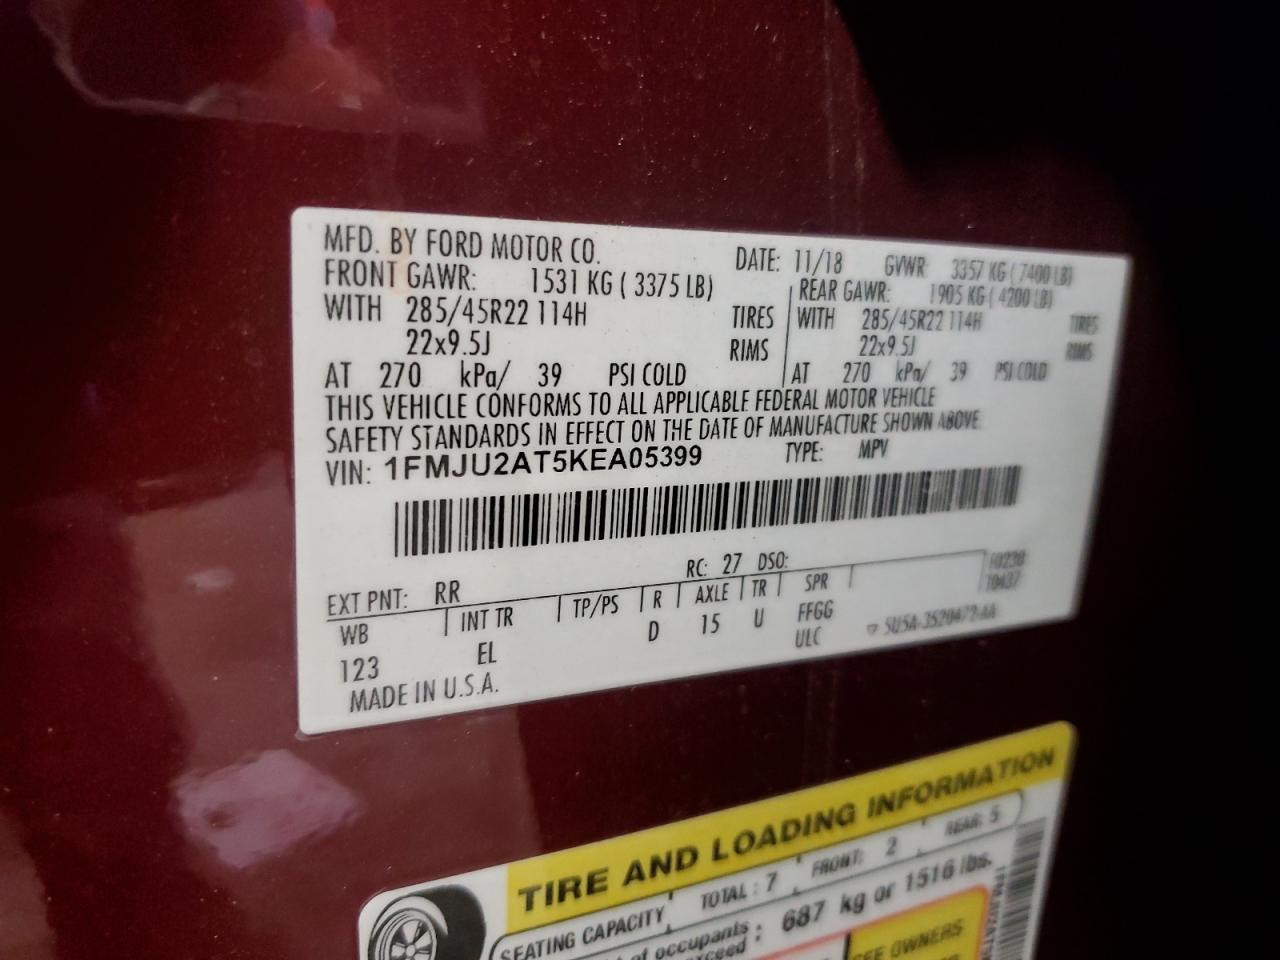 MFD. BY FORD MOTOR CO. DATE: 11/18 GVWR: 3357 KG ( 7400 LB)
FRONT GAWR: 1531 KG ( 3375 LB) REAR GAWR: 1905 KG ( 4200 LB)
WITH 285/45R22 114H TIRES WITH 285/45R22 114H TIRES
22x9.5J RIMS 22x9.5J RIMS
AT 270 kPa/ 39 PSI COLD AT 270 kPa/ 39 PSI COLD
THIS VEHICLE CONFORMS TO ALL APPLICABLE FEDERAL MOTOR VEHICLE
SAFETY STANDARDS IN EFFECT ON THE DATE OF MANUFACTURE SHOWN ABOVE.
VIN: 1FMJU2AT5KEA05399 TYPE: MPV
EXT PNT: RR RC: 27 DSO:
WB INT TR TP/PS R AXLE TR SPR
123 EL D 15 U FFGG
ULC
MADE IN U.S.A.
TIRE AND LOADING INFORMATION
SEATING CAPACITY TOTAL : 7 FRONT: 2 REAR: 5
of occupants : 687 kg or 1516 lbs.
exceed
SEE OWNERS